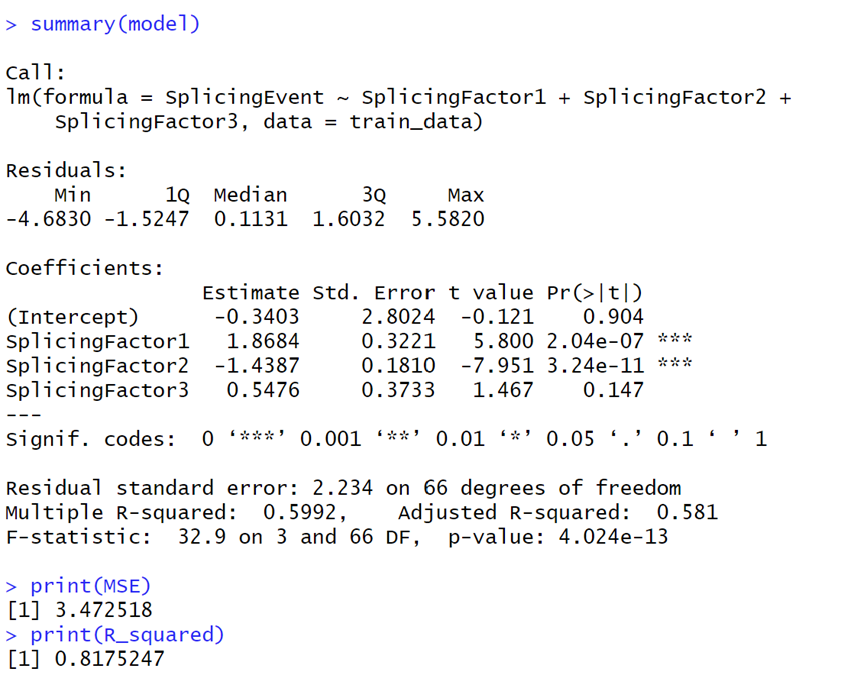 > summary(model)
Call:
lm(formula = SplicingEvent ~ SplicingFactor1 + SplicingFactor2 +
    SplicingFactor3, data = train_data)
Residuals:
    Min      1Q  Median      3Q     Max
-4.6830 -1.5247  0.1131  1.6032  5.5820
Coefficients:
                Estimate Std. Error t value Pr(>|t|)
(Intercept)      -0.3403     2.8024  -0.121    0.904
SplicingFactor1   1.8684     0.3221   5.800 2.04e-07 ***
SplicingFactor2  -1.4387     0.1810  -7.951 3.24e-11 ***
SplicingFactor3   0.5476     0.3733   1.467    0.147
---
Signif. codes:  0 ‘***’ 0.001 ‘**’ 0.01 ‘*’ 0.05 ‘.’ 0.1 ‘ ’ 1
Residual standard error: 2.234 on 66 degrees of freedom
Multiple R-squared:  0.5992,    Adjusted R-squared:  0.581
F-statistic:  32.9 on 3 and 66 DF,  p-value: 4.024e-13
> print(MSE)
[1] 3.472518
> print(R_squared)
[1] 0.8175247